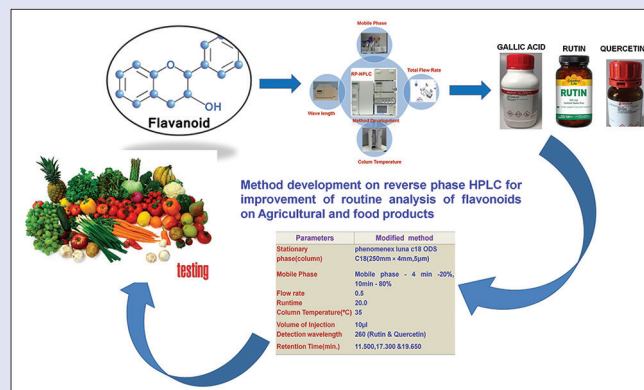 Mobile Phase
GALLIC ACID RUTIN QUERCETIN
RP-HPLC
Total Flew Rate
OH
Flavanoid
Wave length
Method Development
Colum Temperature
RUTIN
Method development on reverse phase HPLC for
improvement of routine analysis of flavonoids
on Agricultural and food products
testing
Parameters Modified method
Stationary phenomenex luna c18 ODS
phase(column) C18(250mm × 4mm,5µm)
Mobile Phase Mobile phase - 4 min -20%,
10min - 80%
Flow rate 0.5
Runtime 20.0
Column Temperature(°C) 35
Volume of Injection 10µl
Detection wavelength 260 (Rutin & Quercetin)
Retention Time(min.) 11.500,17.300 &19.650